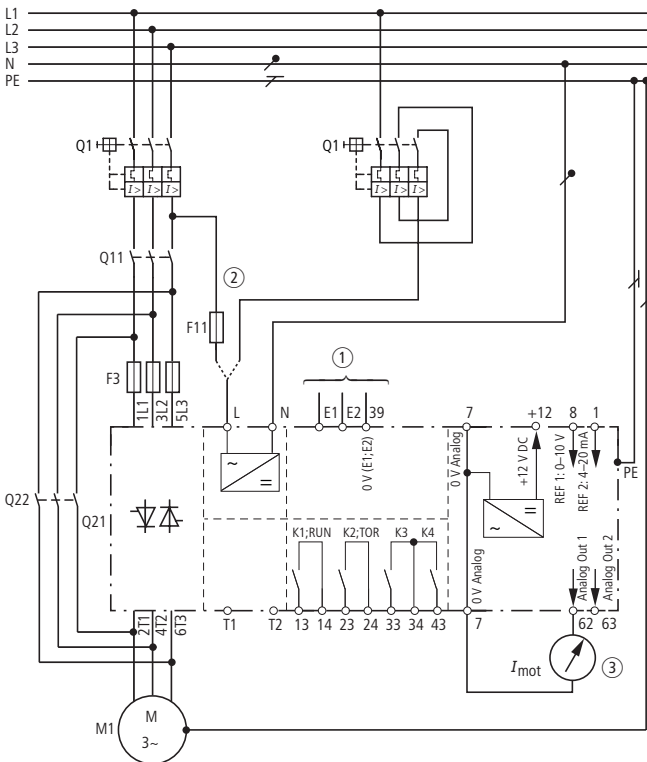 L1
L2
L3
N
PE
Q1
I> I> I>
Q1
I> I> I>
Q11
②
F11
①
F3
1L1
3L2
5L3
L
N
E1
E2
39
7
+12
8
1
0 V (E1; E2)
0 V Analog
+12 V DC
REF 1: 0–10 V
REF 2: 4–20 mA
PE
~
=
=
~
Q22
Q21
K1;RUN
K2;TOR
K3
K4
0 V Analog
Analog Out 1
Analog Out 2
2T1
4T2
6T3
T1
T2
13
14
23
24
33
34
43
7
62
63
Imot
③
M1
M
3~